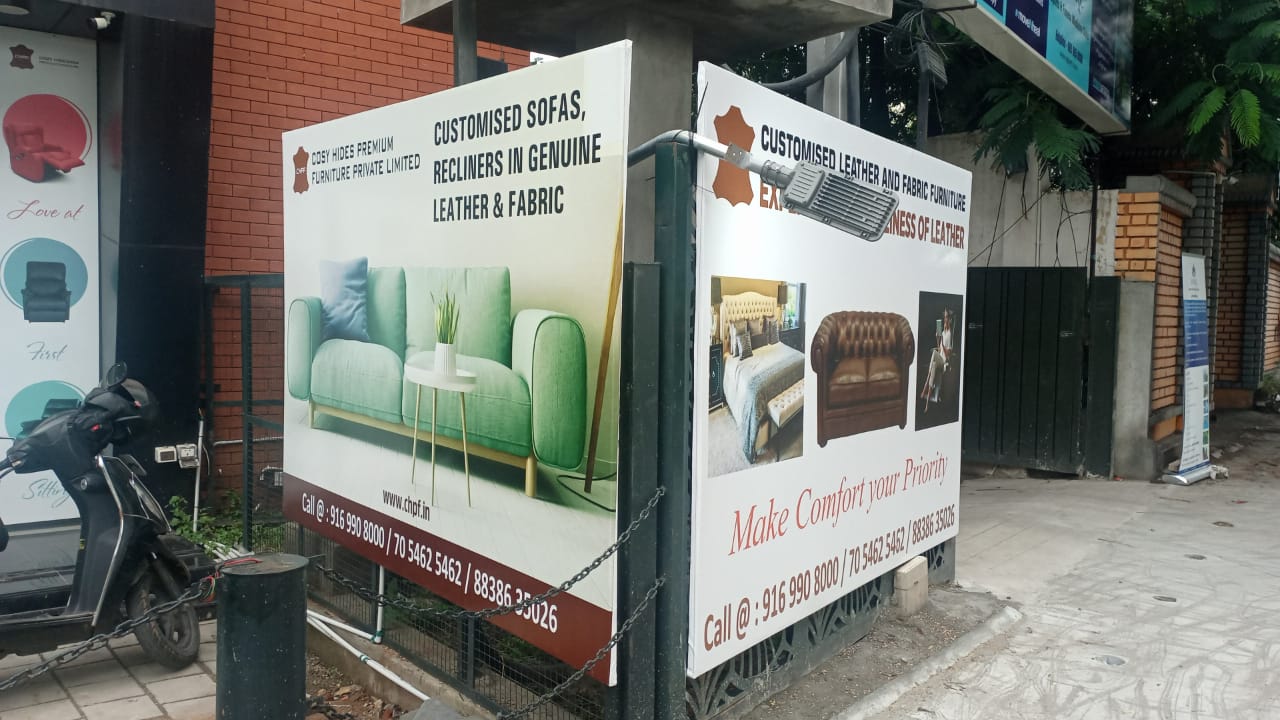 Love at
First
Sitting
CHPF
COSY HIDES PREMIUM
FURNITURE PRIVATE LIMITED
CUSTOMISED SOFAS,
RECLINERS IN GENUINE
LEATHER & FABRIC
www.chpf.in
Call @ : 916 990 8000 / 70 5462 5462 / 88388 35026
CUSTOMISED LEATHER AND FABRIC FURNITURE
OF LEATHER
Make Comfort your Priority
Call @ : 916 990 8000 / 70 5462 5462 / 88386 35026